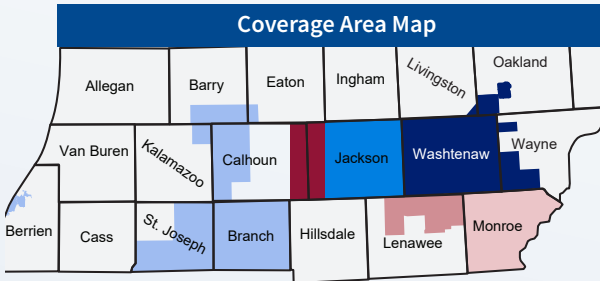 Coverage Area Map
Allegan
Barry
Eaton
Ingham
Livingston
Oakland
Van Buren
Kalamazoo
Calhoun
Jackson
Washtenaw
Wayne
Berrien
Cass
St. Joseph
Branch
Hillsdale
Lenawee
Monroe